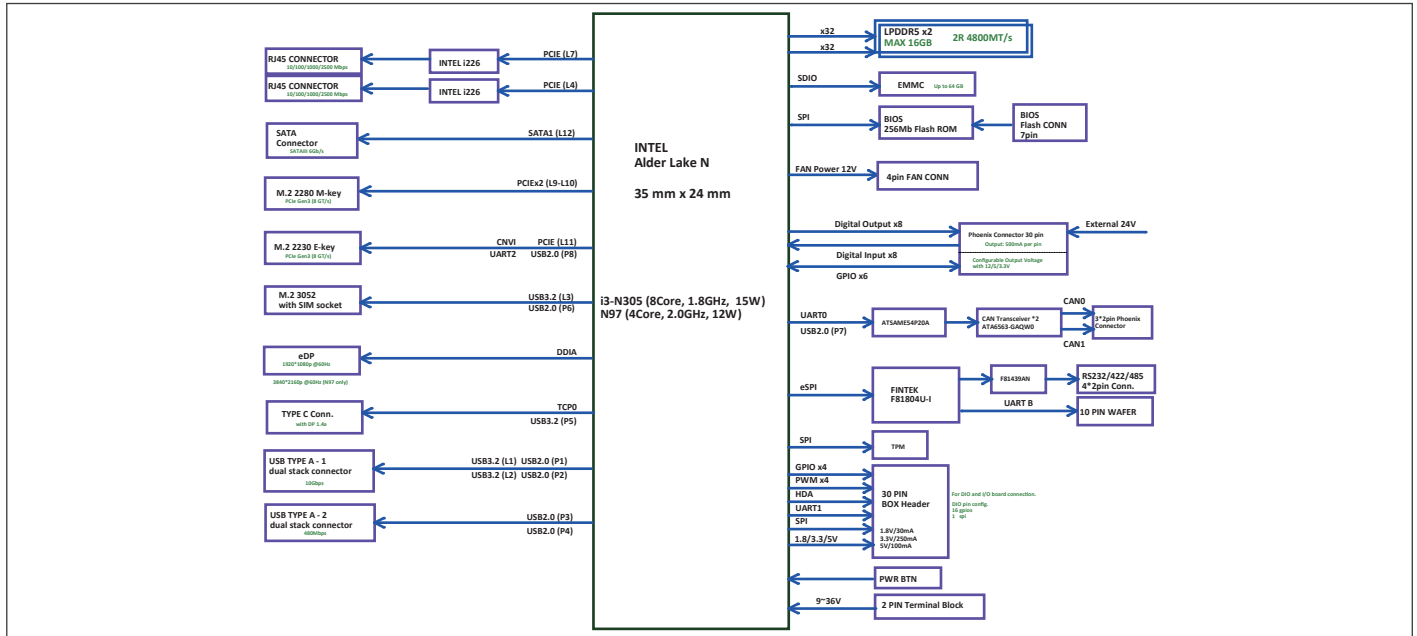 RJ45 CONNECTOR
10/100/1000/2500 Mbps
INTEL i226
PCIE (L7)
RJ45 CONNECTOR
10/100/1000/2500 Mbps
INTEL i226
PCIE (L4)
SATA
Connector
SATAIII 6Gb/s
SATA1 (L12)
M.2 2280 M-key
PCIe Gen3 (8 GT/s)
PCIEx2 (L9-L10)
M.2 2230 E-key
PCIe Gen3 (8 GT/s)
CNVI PCIE (L11)
UART2 USB2.0 (P8)
M.2 3052
with SIM socket
USB3.2 (L3)
USB2.0 (P6)
eDP
1920*1080p @60Hz
3840*2160p @60Hz (N97 only)
DDIA
TYPE C Conn.
with DP 1.4a
TCP0
USB3.2 (P5)
USB TYPE A - 1
dual stack connector
10Gbps
USB3.2 (L1) USB2.0 (P1)
USB3.2 (L2) USB2.0 (P2)
USB TYPE A - 2
dual stack connector
480Mbps
USB2.0 (P3)
USB2.0 (P4)
INTEL
Alder Lake N
35 mm x 24 mm
i3-N305 (8Core, 1.8GHz, 15W)
N97 (4Core, 2.0GHz, 12W)
x32
x32
LPDDR5 x2
MAX 16GB 2R 4800MT/s
SDIO
EMMC Up to 64 GB
SPI
BIOS
256Mb Flash ROM
BIOS
Flash CONN
7pin
FAN Power 12V
4pin FAN CONN
Digital Output x8
Digital Input x8
GPIO x6
Phoenix Connector 30 pin
Output: 500mA per pin
Configurable Output Voltage
with 12/5/3.3V
External 24V
UART0
USB2.0 (P7)
ATSAME54P20A
CAN Transceiver *2
ATA6563-GAQW0
CAN0
CAN1
3*2pin Phoenix
Connector
eSPI
FINTEK
F81804U-I
F81439AN
RS232/422/485
4*2pin Conn.
UART B
10 PIN WAFER
SPI
TPM
GPIO x4
PWM x4
HDA
UART1
SPI
1.8/3.3/5V
30 PIN
BOX Header
1.8V/30mA
3.3V/250mA
5V/100mA
For DIO and i/O board connection.
DIO pin config.
16 gpios
1 spi
PWR BTN
9~36V
2 PIN Terminal Block